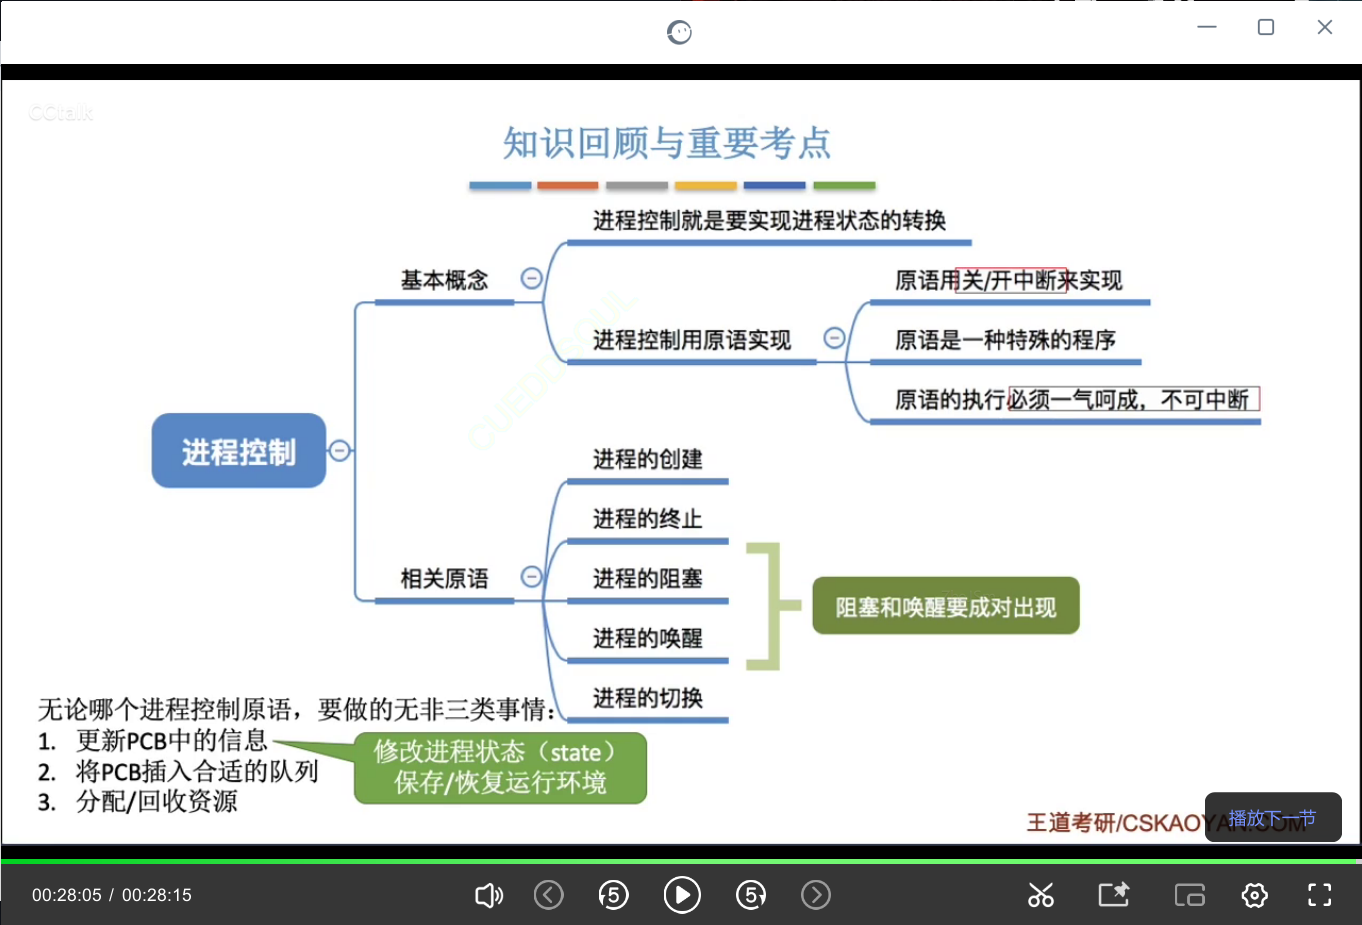 CCtalk
知识回顾与重要考点
进程控制就是要实现进程状态的转换
基本概念
原语用关/开中断来实现
进程控制用原语实现
原语是一种特殊的程序
原语的执行必须一气呵成，不可中断
CUEDDSOUL
进程控制
进程的创建
进程的终止
相关原语
进程的阻塞
阻塞和唤醒要成对出现
进程的唤醒
进程的切换
无论哪个进程控制原语，要做的无非三类事情：
1. 更新PCB中的信息
2. 将PCB插入合适的队列
3. 分配/回收资源
修改进程状态（state）
保存/恢复运行环境
王道考研/CSKAOYAN.COM
播放下一节
00:28:05 / 00:28:15
5
5